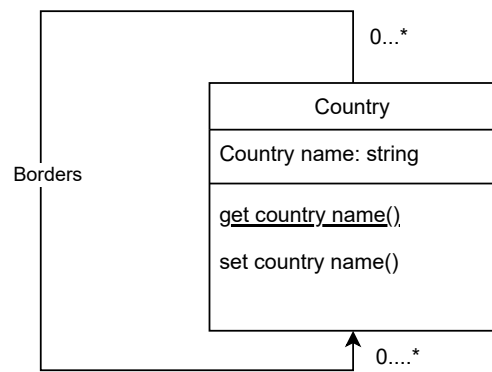 0...*
Country
Country name: string
Borders
get country name()
set country name()
0....*